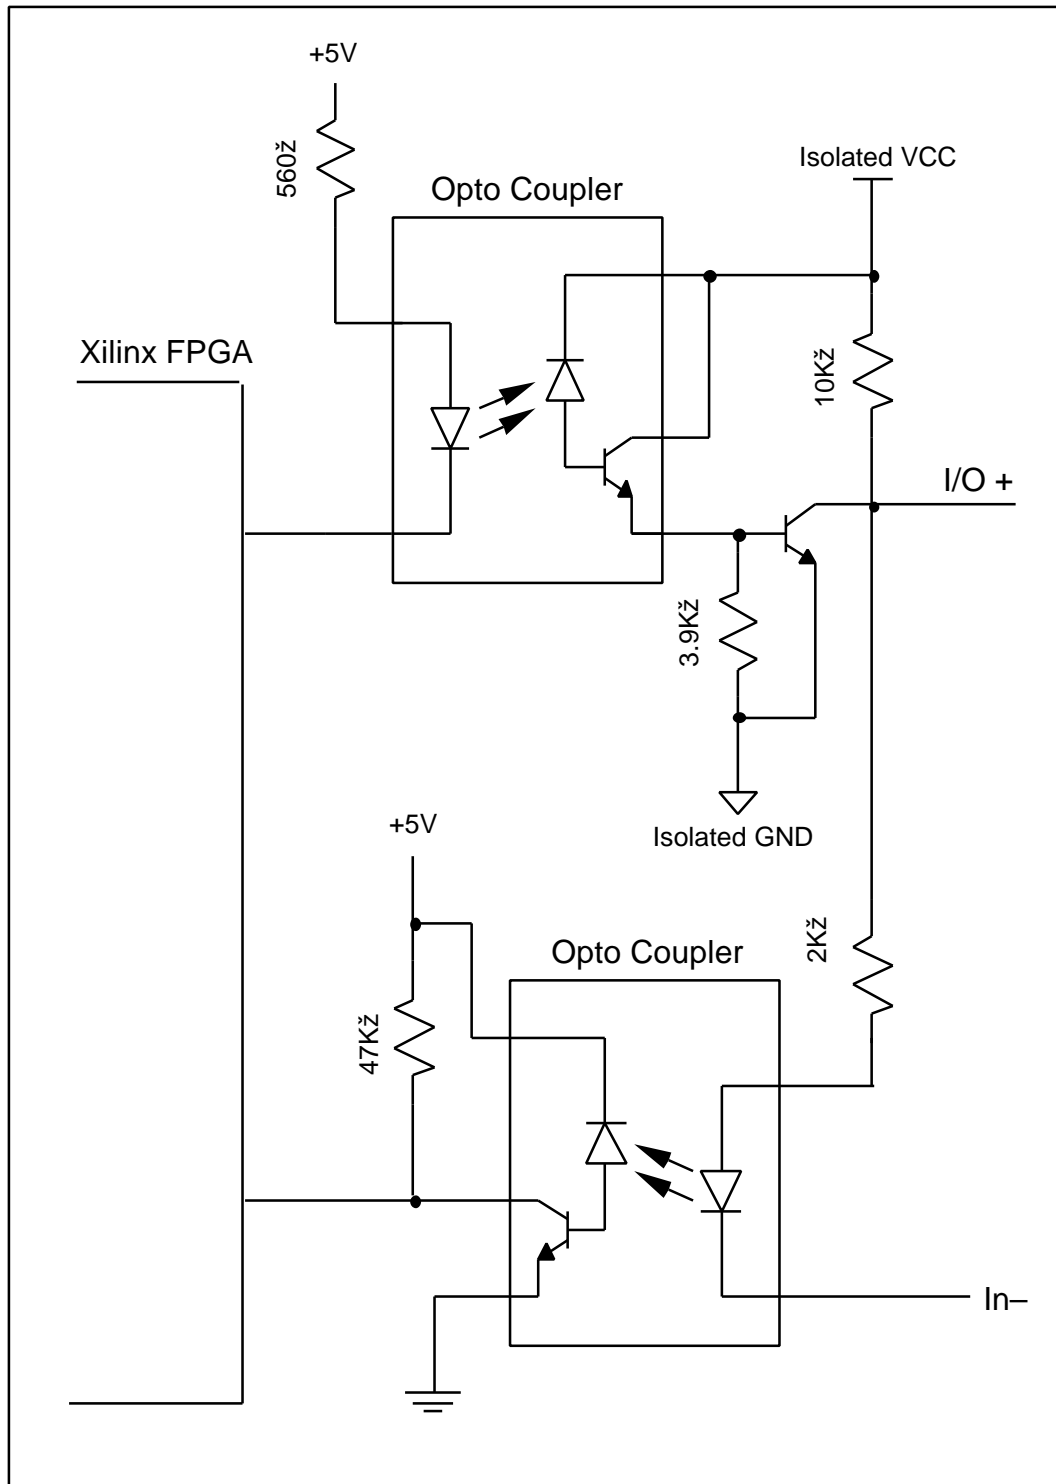 +5V
560ž
Isolated VCC
Opto Coupler
Xilinx FPGA
10Kž
I/O +
3.9Kž
+5V
Isolated GND
2Kž
Opto Coupler
47Kž
In–